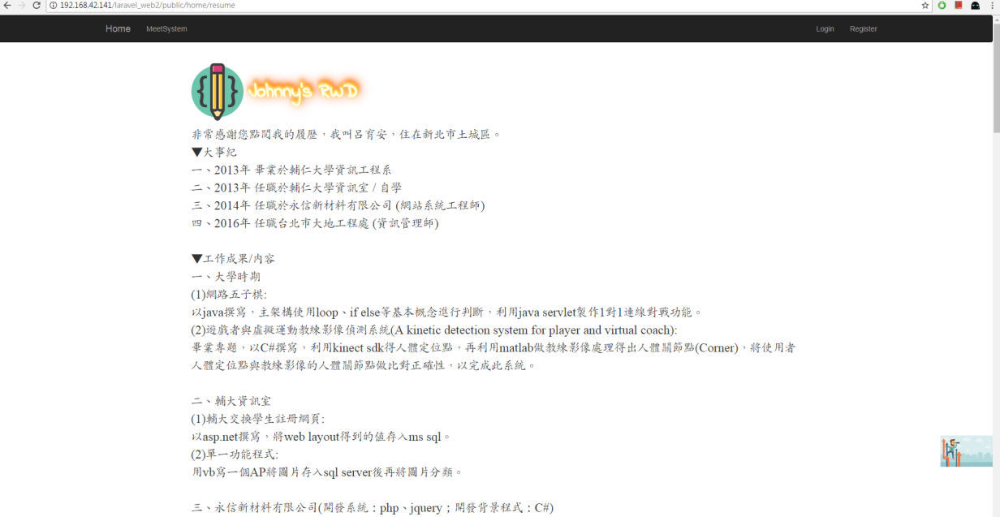 192.168.42.141/laravel_web2/public/home/resume
Home MeetSystem Login Register
Johnny's RWD
非常感謝您點閱我的履歷，我叫呂育安，住在新北市土城區。
▼大事紀
一、2013年 畢業於輔仁大學資訊工程系
二、2013年 任職於輔仁大學資訊室 / 自學
三、2014年 任職於永信新材料有限公司 (網站系統工程師)
四、2016年 任職台北市大地工程處 (資訊管理師)
▼工作成果/內容
一、大學時期
(1)網路五子棋:
以java撰寫，主架構使用loop、if else等基本概念進行判斷，利用java servlet製作1對1連線對戰功能。
(2)遊戲者與虛擬運動教練影像偵測系統(A kinetic detection system for player and virtual coach):
畢業專題，以C#撰寫，利用kinect sdk得人體定位點，再利用matlab做教練影像處理得出人體關節點(Corner)，將使用者
人體定位點與教練影像的人體關節點做比對正確性，以完成此系統。
二、輔大資訊室
(1)輔大交換學生註冊網頁:
以asp.net撰寫，將web layout得到的值存入ms sql。
(2)單一功能程式:
用vb寫一個AP將圖片存入sql server後再將圖片分類。
三、永信新材料有限公司(開發系統：php、jquery；開發背景程式：C#)